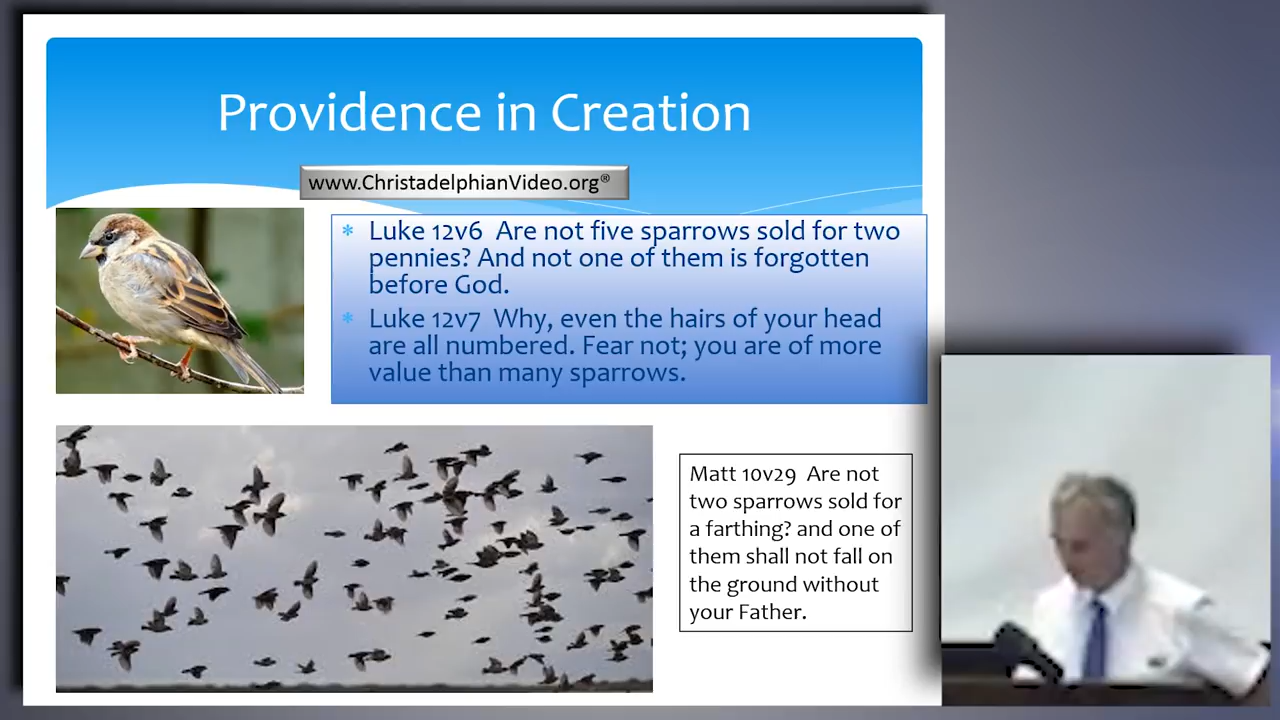 Providence in Creation
www.ChristadelphianVideo.org®
* Luke 12v6 Are not five sparrows sold for two
pennies? And not one of them is forgotten
before God.
* Luke 12v7 Why, even the hairs of your head
are all numbered. Fear not; you are of more
value than many sparrows.
Matt 10v29 Are not
two sparrows sold for
a farthing? and one of
them shall not fall on
the ground without
your Father.